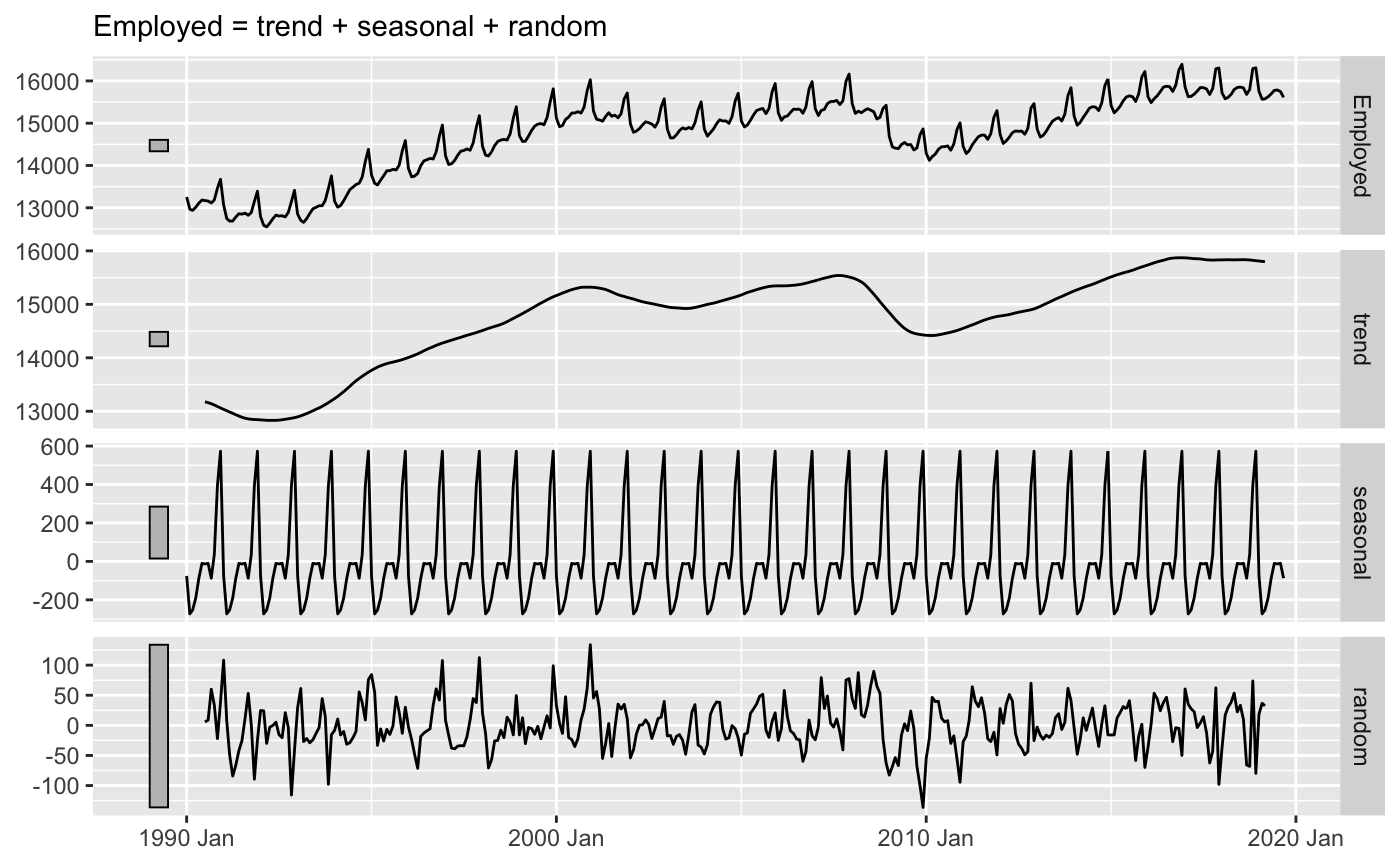 Employed = trend + seasonal + random
16000
15000
14000
13000
Employed
16000
15000
14000
13000
trend
600
400
200
0
-200
seasonal
100
50
0
-50
-100
random
1990 Jan
2000 Jan
2010 Jan
2020 Jan